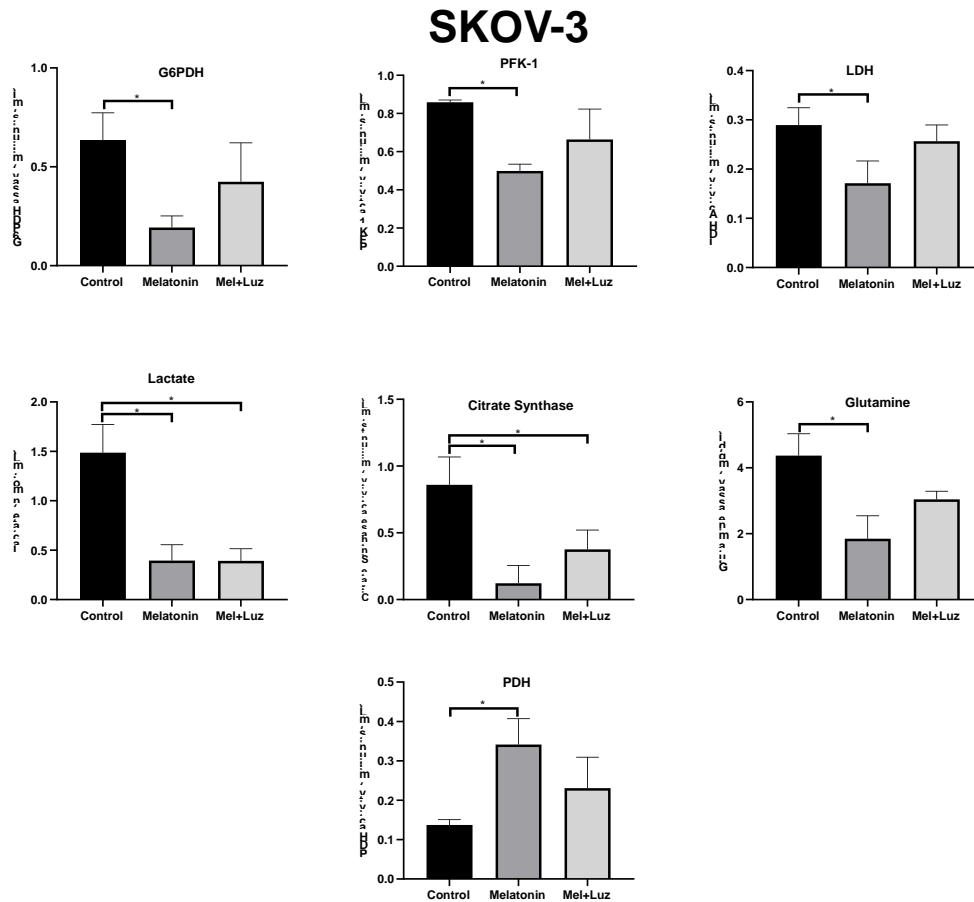 SKOV-3
G6PDH
1.0
*
0.5
0.0
Control Melatonin Mel+Luz
PFK-1
1.0
*
0.8
0.6
0.4
0.2
0.0
Control Melatonin Mel+Luz
LDH
0.4
*
0.3
0.2
0.1
0.0
Control Melatonin Mel+Luz
Lactate
2.0
*
*
1.5
1.0
0.5
0.0
Control Melatonin Mel+Luz
Citrate Synthase
1.5
*
*
1.0
0.5
0.0
Control Melatonin Mel+Luz
Glutamine
6
*
4
2
0
Control Melatonin Mel+Luz
PDH
0.5
*
0.4
0.3
0.2
0.1
0.0
Control Melatonin Mel+Luz